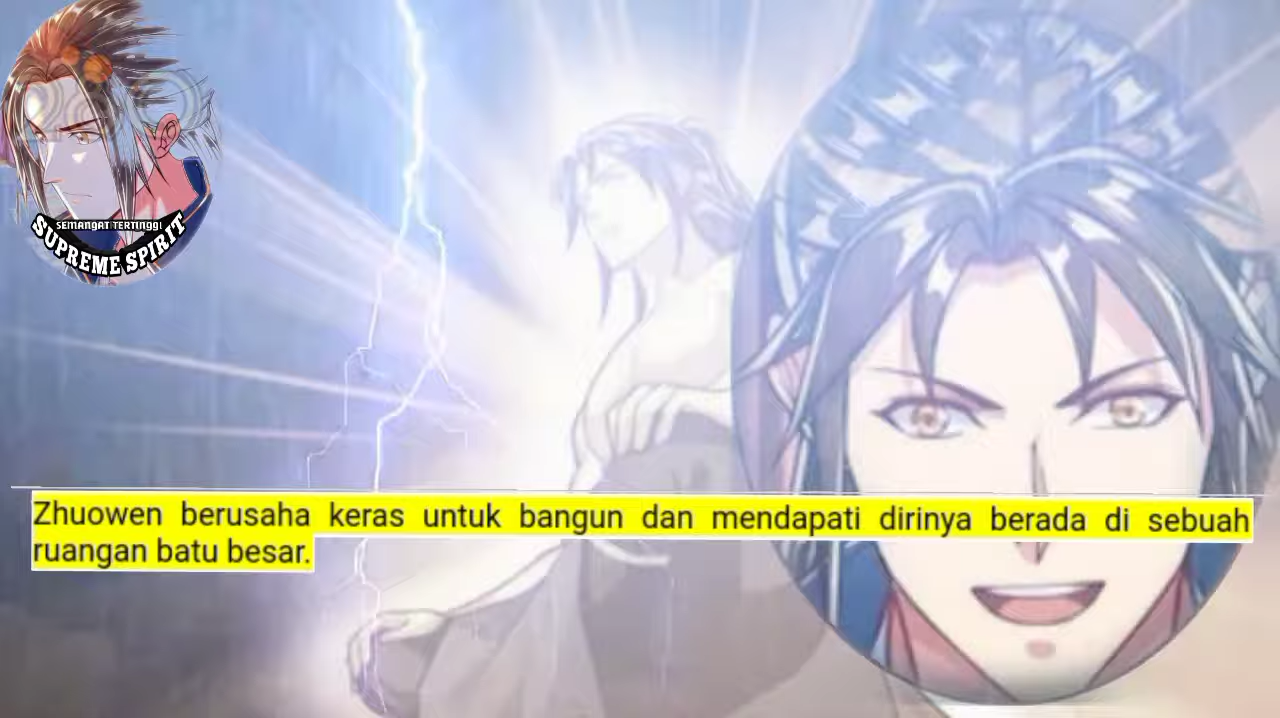 SEMANGAT TERTINGGI
SUPREME SPIRIT
Zhuowen berusaha keras untuk bangun dan mendapati dirinya berada di sebuah
ruangan batu besar.